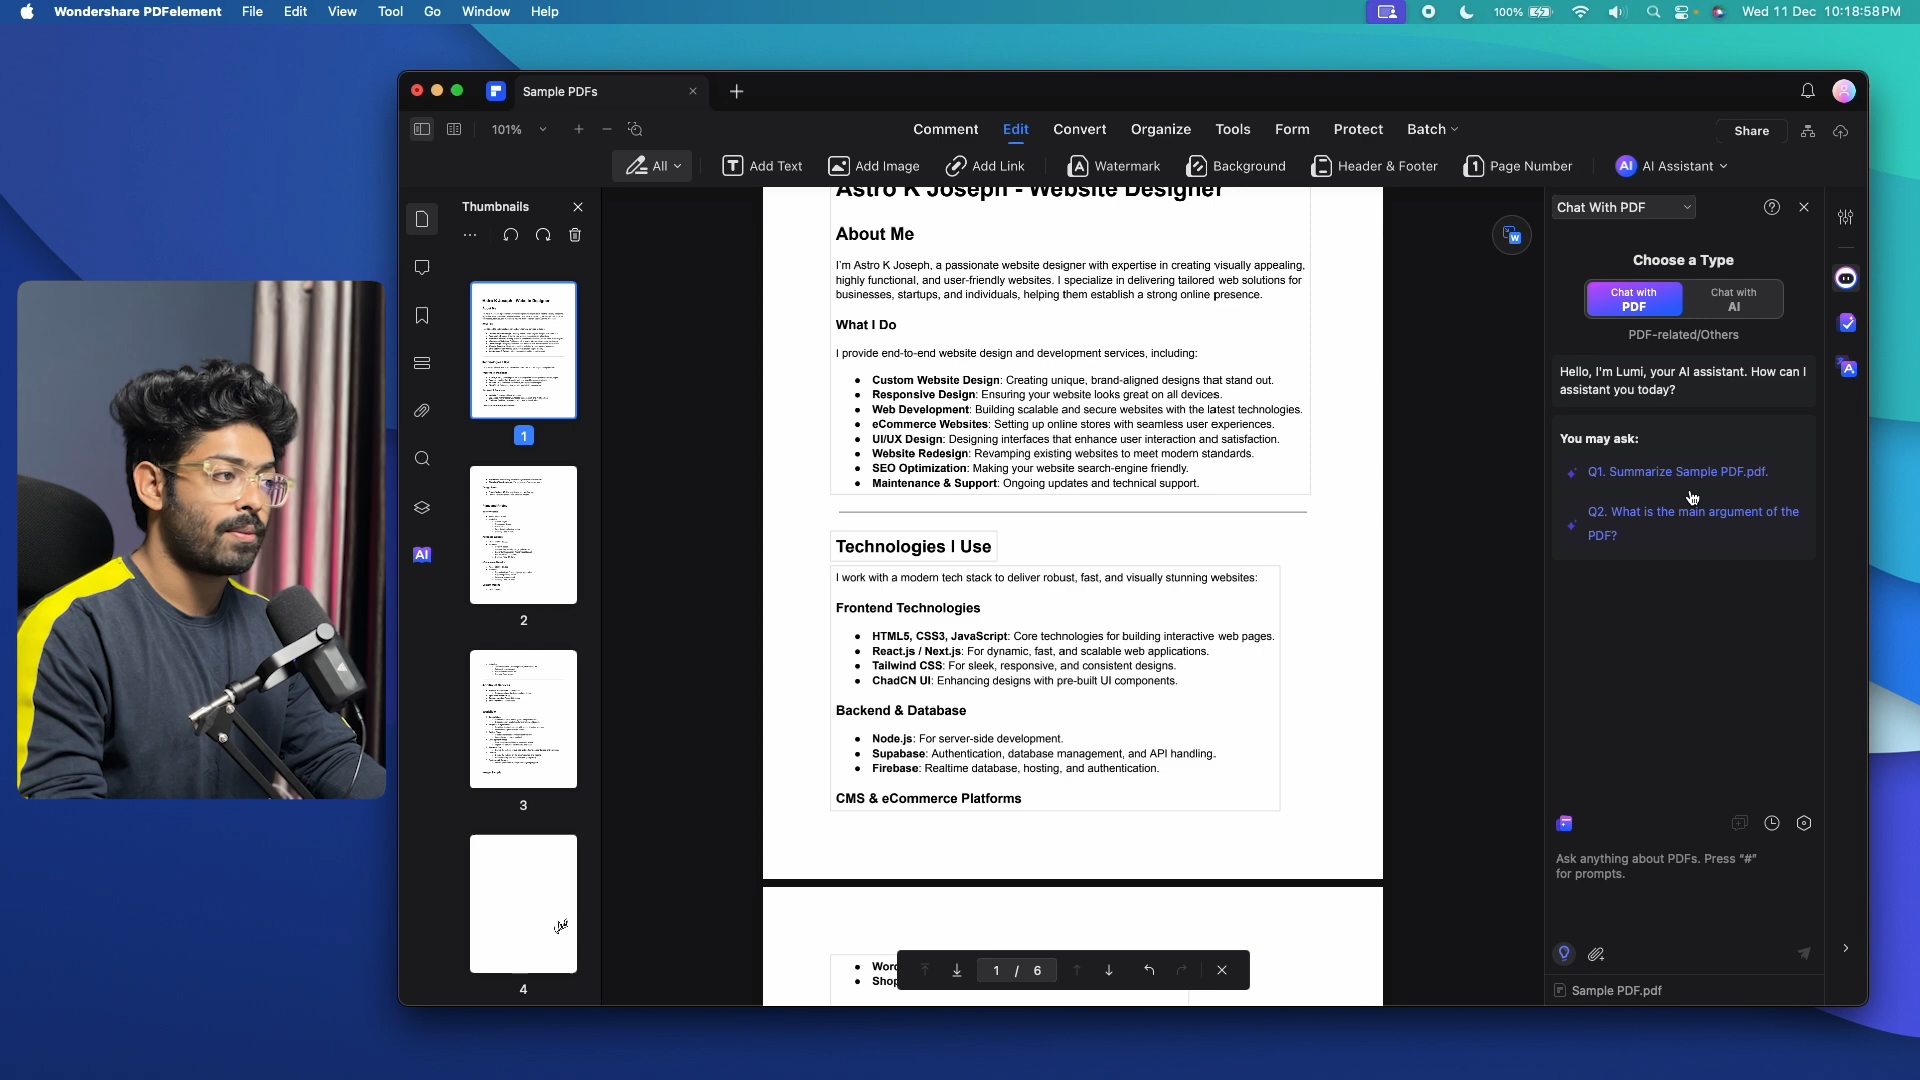 Wondershare PDFelement File Edit View Tool Go Window Help
100%
Wed 11 Dec 10:18:58PM
Sample PDFs
101%
Comment Edit Convert Organize Tools Form Protect Batch
Share
All Add Text Add Image Add Link Watermark Background Header & Footer Page Number AI AI Assistant
Thumbnails
1
2
3
4
AI
Astro K Joseph - Website Designer
About Me
I'm Astro K Joseph, a passionate website designer with expertise in creating visually appealing,
highly functional, and user-friendly websites. I specialize in delivering tailored web solutions for
businesses, startups, and individuals, helping them establish a strong online presence.
What I Do
I provide end-to-end website design and development services, including:
● Custom Website Design: Creating unique, brand-aligned designs that stand out.
● Responsive Design: Ensuring your website looks great on all devices.
● Web Development: Building scalable and secure websites with the latest technologies.
● eCommerce Websites: Setting up online stores with seamless user experiences.
● UI/UX Design: Designing interfaces that enhance user interaction and satisfaction.
● Website Redesign: Revamping existing websites to meet modern standards.
● SEO Optimization: Making your website search-engine friendly.
● Maintenance & Support: Ongoing updates and technical support.
Technologies I Use
I work with a modern tech stack to deliver robust, fast, and visually stunning websites:
Frontend Technologies
● HTML5, CSS3, JavaScript: Core technologies for building interactive web pages.
● React.js / Next.js: For dynamic, fast, and scalable web applications.
● Tailwind CSS: For sleek, responsive, and consistent designs.
● ChadCN UI: Enhancing designs with pre-built UI components.
Backend & Database
● Node.js: For server-side development.
● Supabase: Authentication, database management, and API handling.
● Firebase: Realtime database, hosting, and authentication.
CMS & eCommerce Platforms
1 / 6
W
Chat With PDF
Choose a Type
Chat with PDF
Chat with AI
PDF-related/Others
Hello, I'm Lumi, your AI assistant. How can I
assistant you today?
You may ask:
Q1. Summarize Sample PDF.pdf.
Q2. What is the main argument of the
PDF?
Ask anything about PDFs. Press "#"
for prompts.
Sample PDF.pdf
A